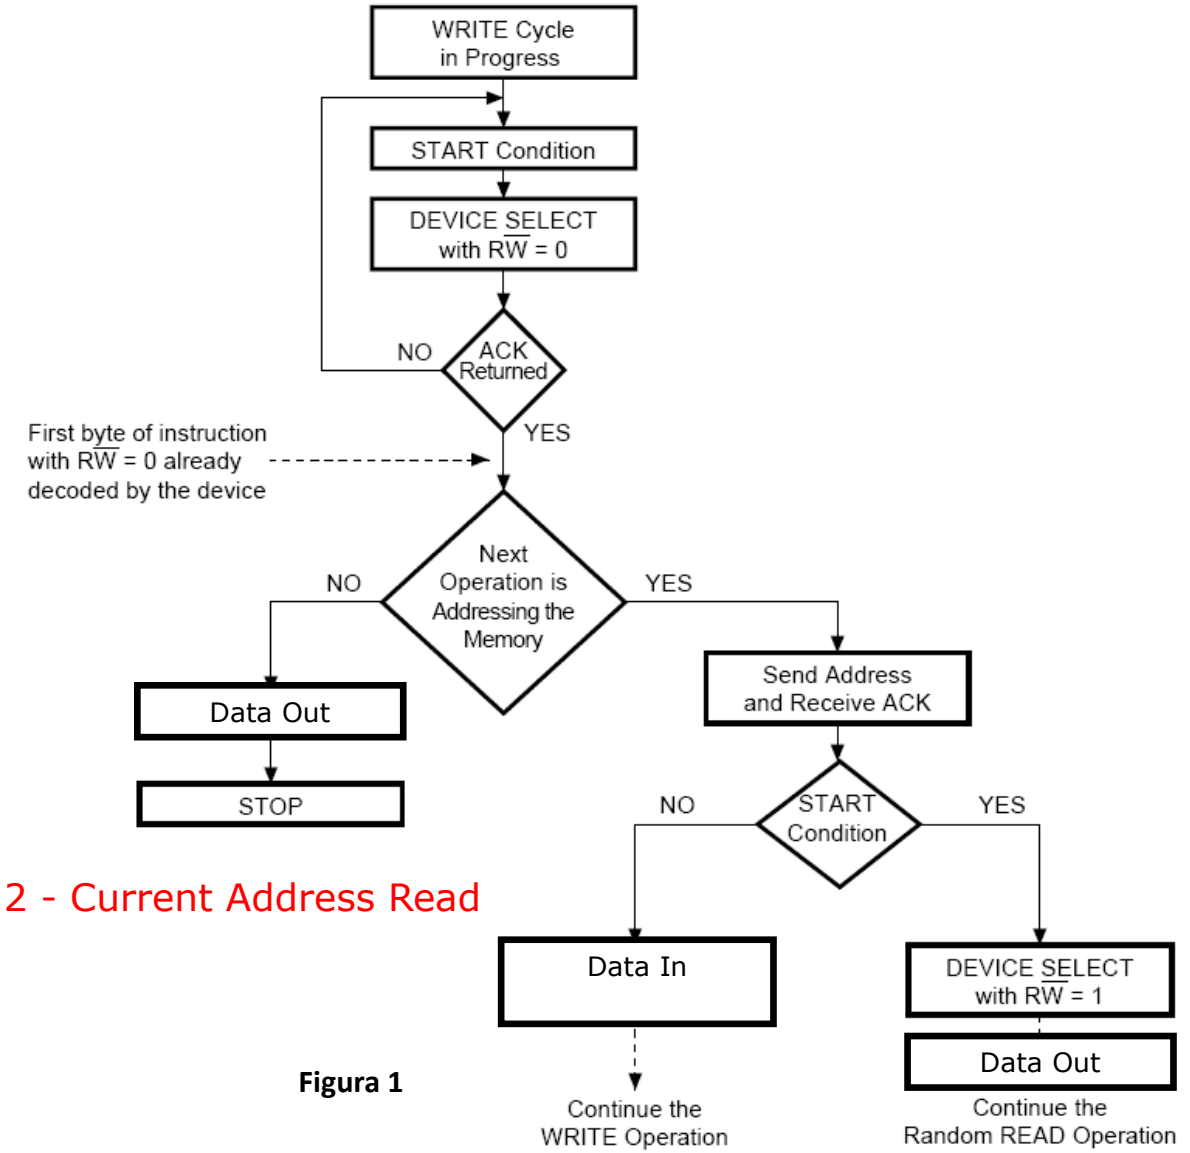 WRITE Cycle
in Progress
START Condition
DEVICE SELECT
with RW̅ = 0
NO
ACK
Returned
YES
First byte of instruction
with RW̅ = 0 already
decoded by the device
Next
Operation is
Addressing the
Memory
NO
YES
Data Out
STOP
Send Address
and Receive ACK
START
Condition
NO
YES
2 - Current Address Read
Data In
DEVICE SELECT
with RW̅ = 1
Data Out
Figura 1
Continue the
WRITE Operation
Continue the
Random READ Operation